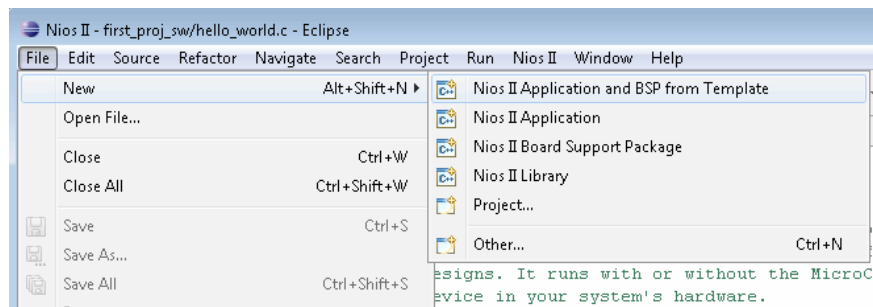 Nios II - first_proj_sw/hello_world.c - Eclipse
File Edit Source Refactor Navigate Search Project Run Nios II Window Help
New Alt+Shift+N
Open File...
Close Ctrl+W
Close All Ctrl+Shift+W
Save Ctrl+S
Save As...
Save All Ctrl+Shift+S
Nios II Application and BSP from Template
Nios II Application
Nios II Board Support Package
Nios II Library
Project...
Other... Ctrl+N
esigns. It runs with or without the MicroC
evice in your system's hardware.